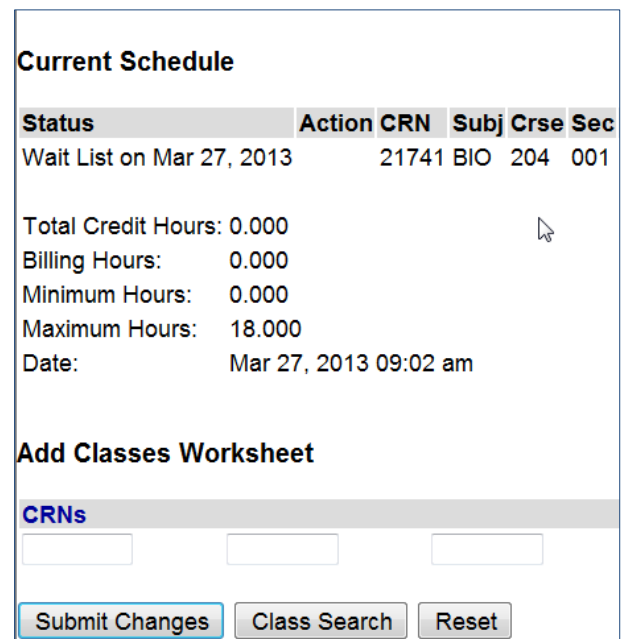 Current Schedule
Status Action CRN Subj Crse Sec
Wait List on Mar 27, 2013 21741 BIO 204 001
Total Credit Hours: 0.000
Billing Hours: 0.000
Minimum Hours: 0.000
Maximum Hours: 18.000
Date: Mar 27, 2013 09:02 am
Add Classes Worksheet
CRNs
Submit Changes Class Search Reset